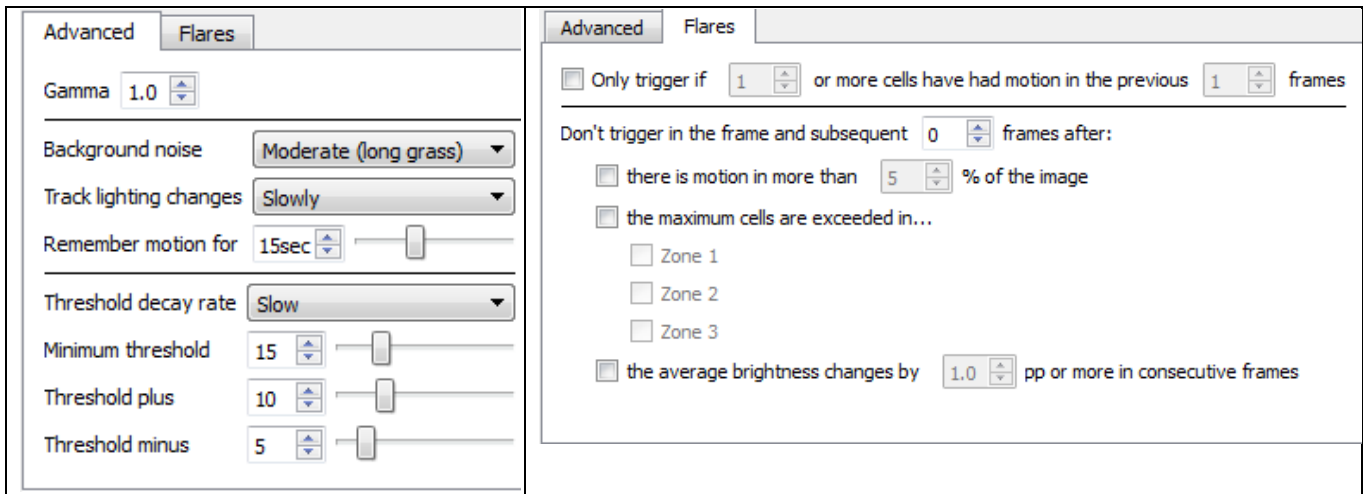 Advanced Flares
Gamma 1.0
Background noise Moderate (long grass)
Track lighting changes Slowly
Remember motion for 15sec
Threshold decay rate Slow
Minimum threshold 15
Threshold plus 10
Threshold minus 5
Advanced Flares
Only trigger if 1 or more cells have had motion in the previous 1 frames
Don't trigger in the frame and subsequent 0 frames after:
there is motion in more than 5 % of the image
the maximum cells are exceeded in...
Zone 1
Zone 2
Zone 3
the average brightness changes by 1.0 pp or more in consecutive frames